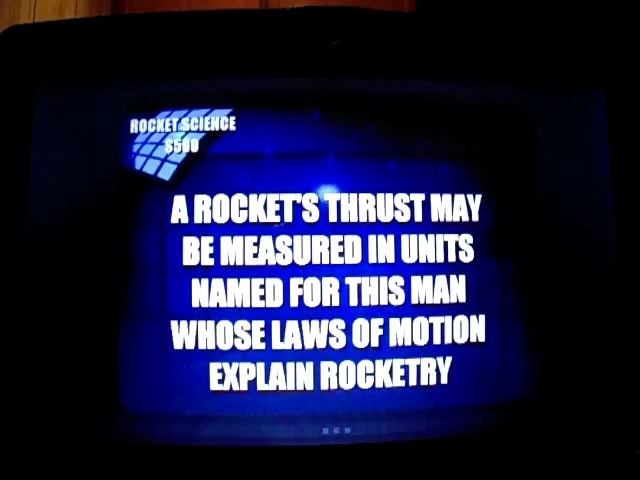 ROCKET SCIENCE
$500
A ROCKET'S THRUST MAY
BE MEASURED IN UNITS
NAMED FOR THIS MAN
WHOSE LAWS OF MOTION
EXPLAIN ROCKETRY